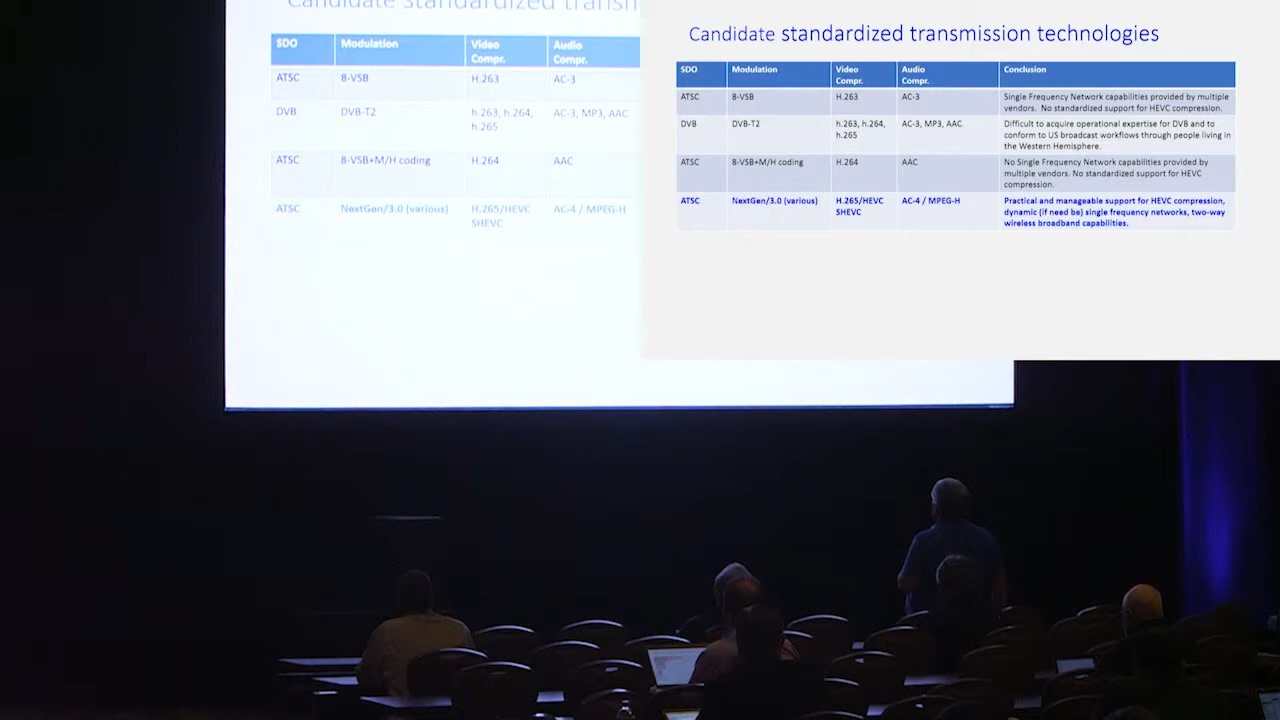 Candidate standardized transm
SDO Modulation Video Compr. Audio Compr.
ATSC 8-VSB H.263 AC-3
DVB DVB-T2 h.263, h.264, h.265 AC-3, MP3, AAC
ATSC 8-VSB+M/H coding H.264 AAC
ATSC NextGen/3.0 (various) H.265/HEVC SHEVC AC-4 / MPEG-H
Candidate standardized transmission technologies
SDO Modulation Video Compr. Audio Compr. Conclusion
ATSC 8-VSB H.263 AC-3 Single Frequency Network capabilities provided by multiple
vendors. No standardized support for HEVC compression.
DVB DVB-T2 h.263, h.264, h.265 AC-3, MP3, AAC Difficult to acquire operational expertise for DVB and to
conform to US broadcast workflows through people living in
the Western Hemisphere.
ATSC 8-VSB+M/H coding H.264 AAC No Single Frequency Network capabilities provided by
multiple vendors. No standardized support for HEVC
compression.
ATSC NextGen/3.0 (various) H.265/HEVC SHEVC AC-4 / MPEG-H Practical and manageable support for HEVC compression,
dynamic (if need be) single frequency networks, two-way
wireless broadband capabilities.